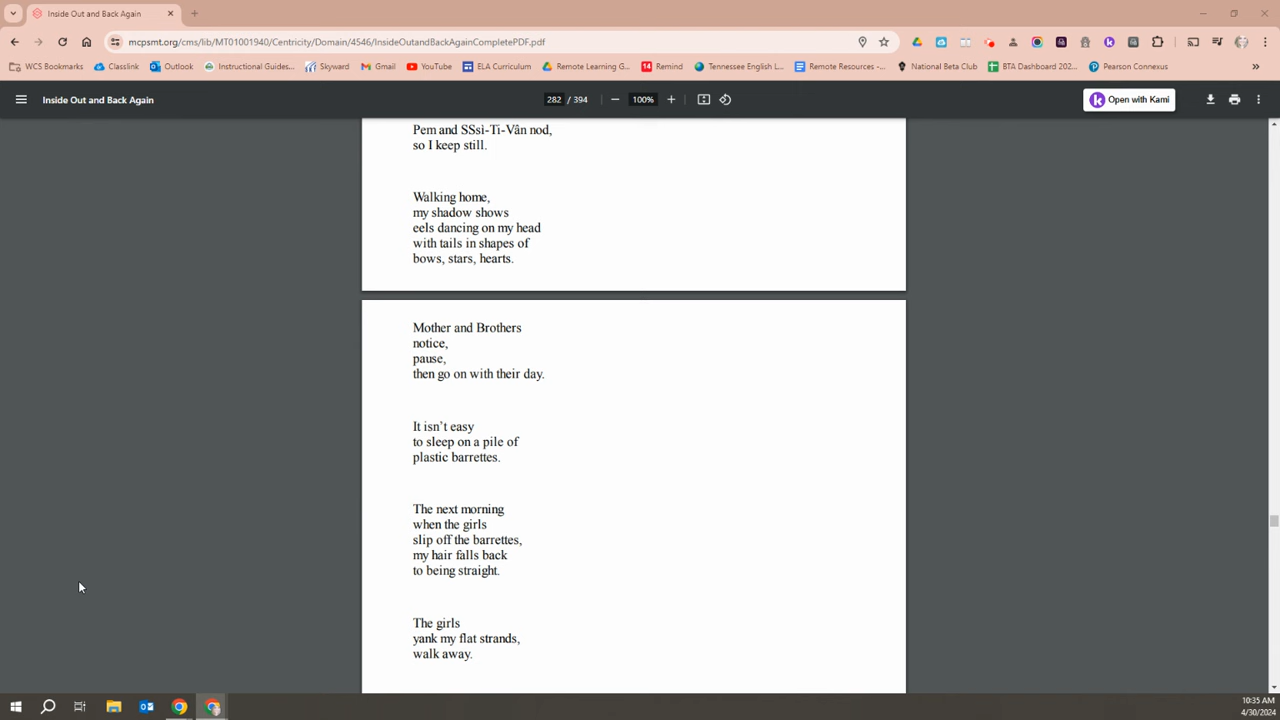 Inside Out and Back Again
mcpsmt.org/cms/lib/MT01001940/Centricity/Domain/4546/InsideOutandBackAgainCompletePDF.pdf
WCS Bookmarks
Classlink
Outlook
Instructional Guides...
Skyward
Gmail
YouTube
ELA Curriculum
Remote Learning G...
14
Remind
Tennessee English L...
Remote Resources -...
National Beta Club
BTA Dashboard 202...
Pearson Connexus
Inside Out and Back Again
282 / 394
100%
Open with Kami
Pem and SSsì-Ti-Vân nod,
so I keep still.
Walking home,
my shadow shows
eels dancing on my head
with tails in shapes of
bows, stars, hearts.
Mother and Brothers
notice,
pause,
then go on with their day.
It isn't easy
to sleep on a pile of
plastic barrettes.
The next morning
when the girls
slip off the barrettes,
my hair falls back
to being straight.
The girls
yank my flat strands,
walk away.
10:35 AM
4/30/2024